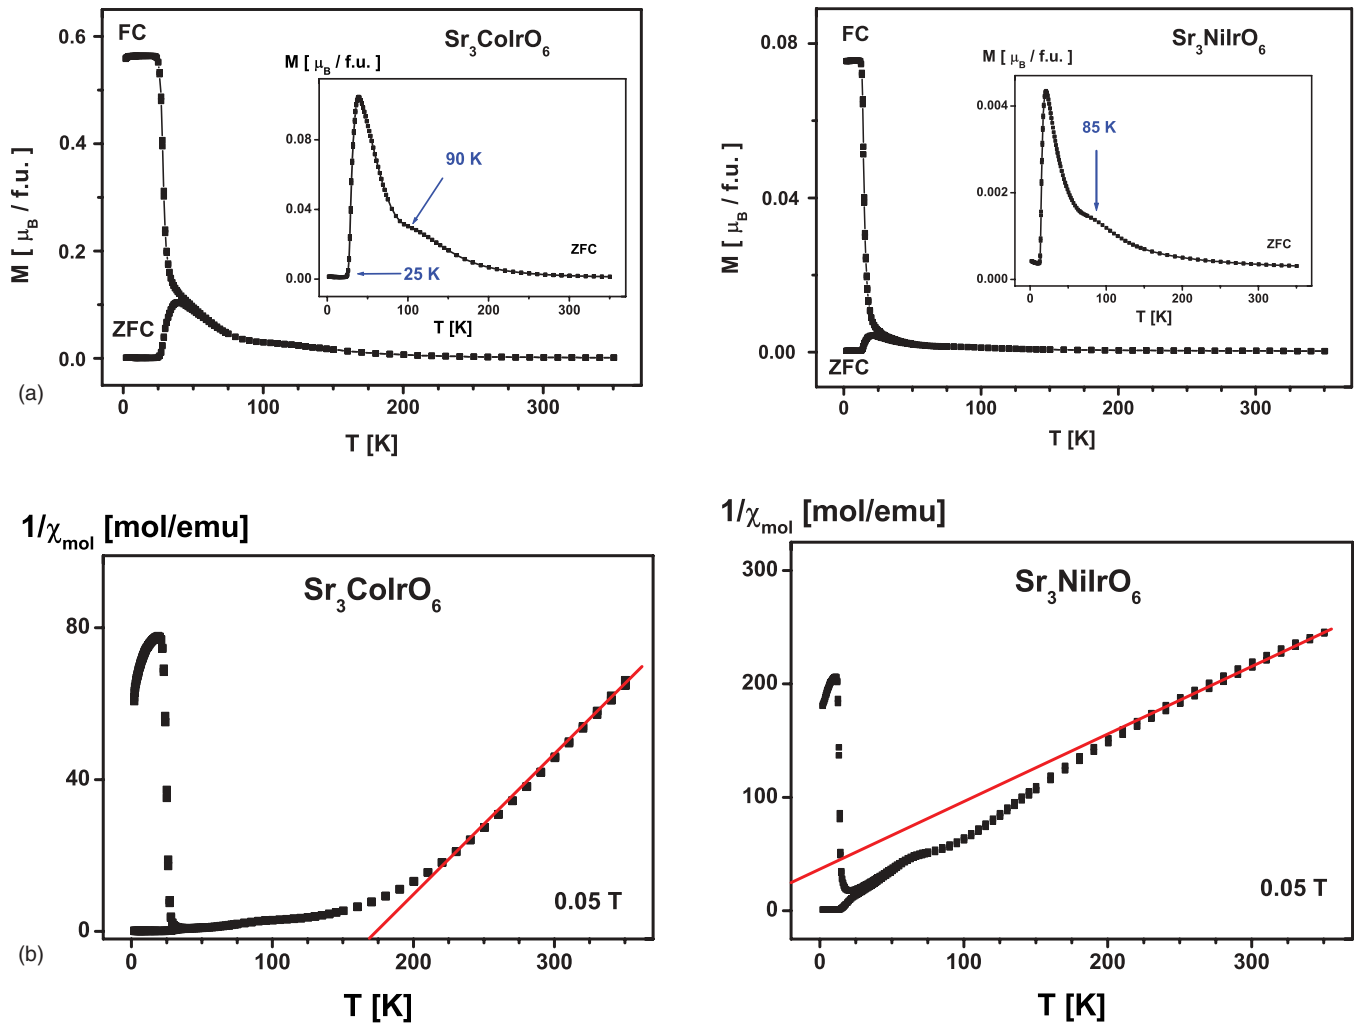 FC
Sr3CoIrO6
M [ μB / f.u. ]
0.6
0.4
0.2
0.0
M [ μB / f.u. ]
0.08
0.04
0.00
90 K
25 K
ZFC
0
100
200
300
T [K]
ZFC
0
100
200
300
T [K]
(a)
FC
Sr3NiIrO6
M [ μB / f.u. ]
0.08
0.04
0.00
M [ μB / f.u. ]
0.004
0.002
0.000
85 K
ZFC
0
100
200
300
T [K]
ZFC
0
100
200
300
T [K]
1/χmol [mol/emu]
Sr3CoIrO6
80
40
0
0.05 T
0
100
200
300
T [K]
(b)
1/χmol [mol/emu]
Sr3NiIrO6
300
200
100
0
0.05 T
0
100
200
300
T [K]